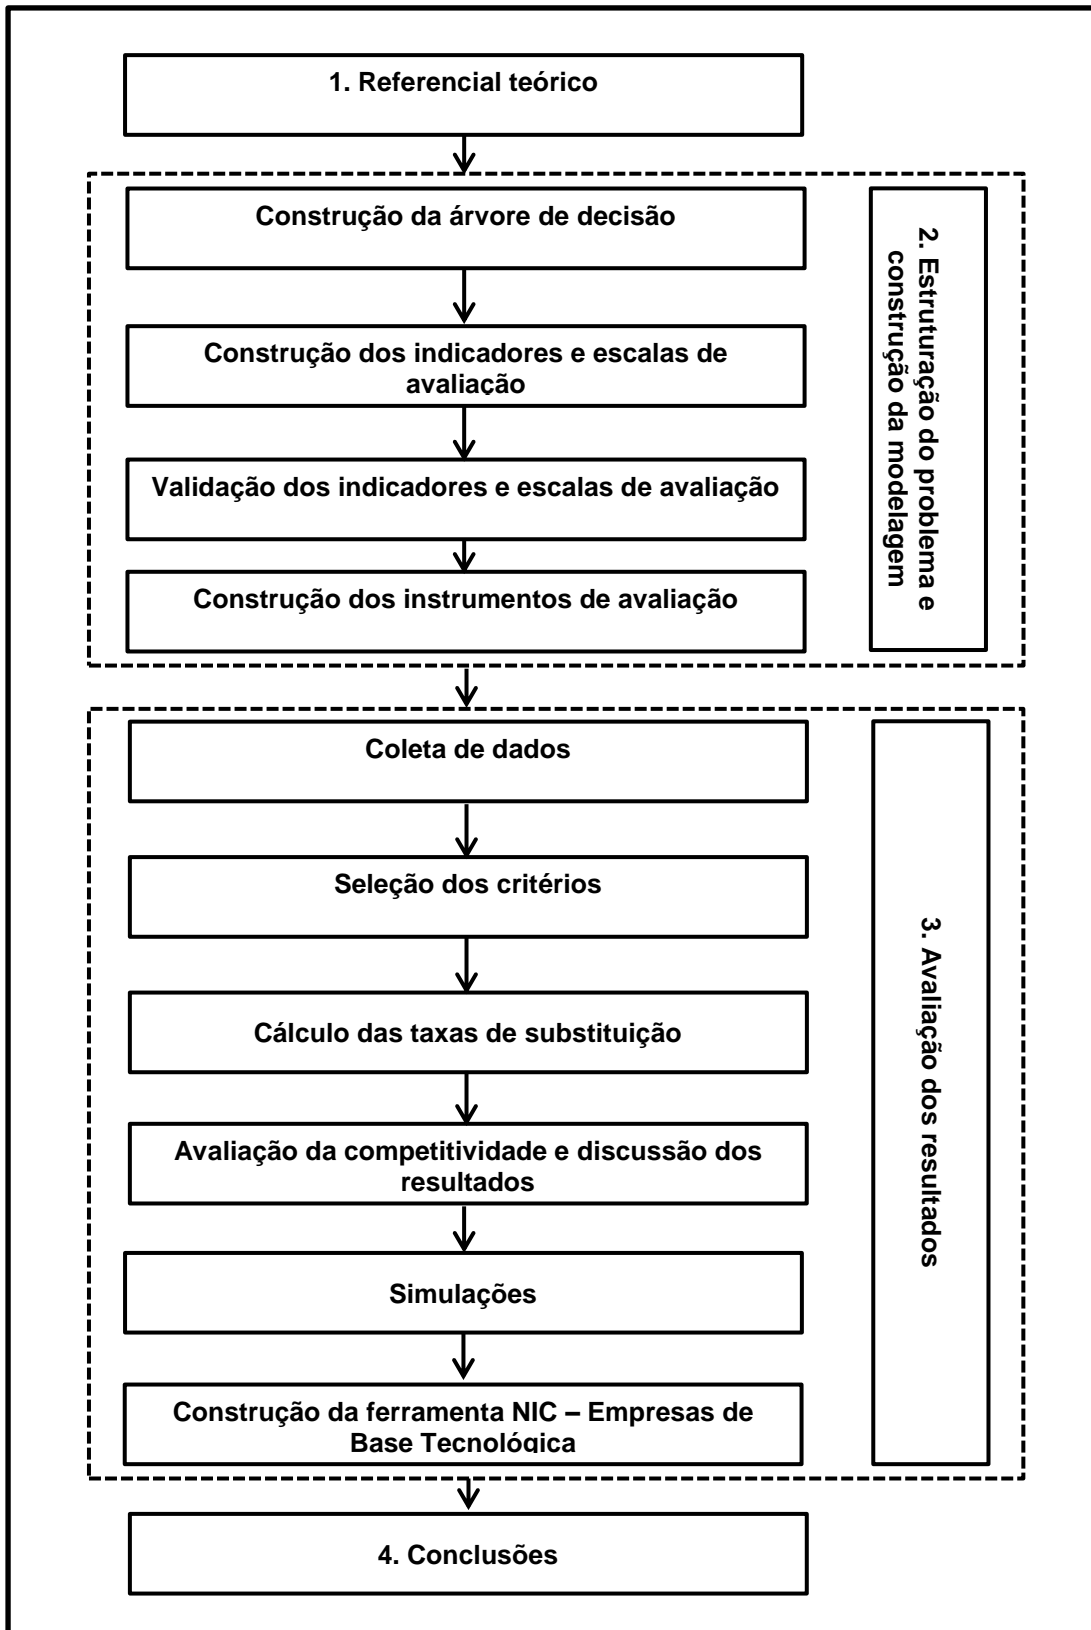 1. Referencial teórico
Construção da árvore de decisão
Construção dos indicadores e escalas de
avaliação
Validação dos indicadores e escalas de avaliação
Construção dos instrumentos de avaliação
2. Estruturação do problema e
construção da modelagem
Coleta de dados
Seleção dos critérios
Cálculo das taxas de substituição
Avaliação da competitividade e discussão dos
resultados
Simulações
Construção da ferramenta NIC – Empresas de
Base Tecnológica
3. Avaliação dos resultados
4. Conclusões